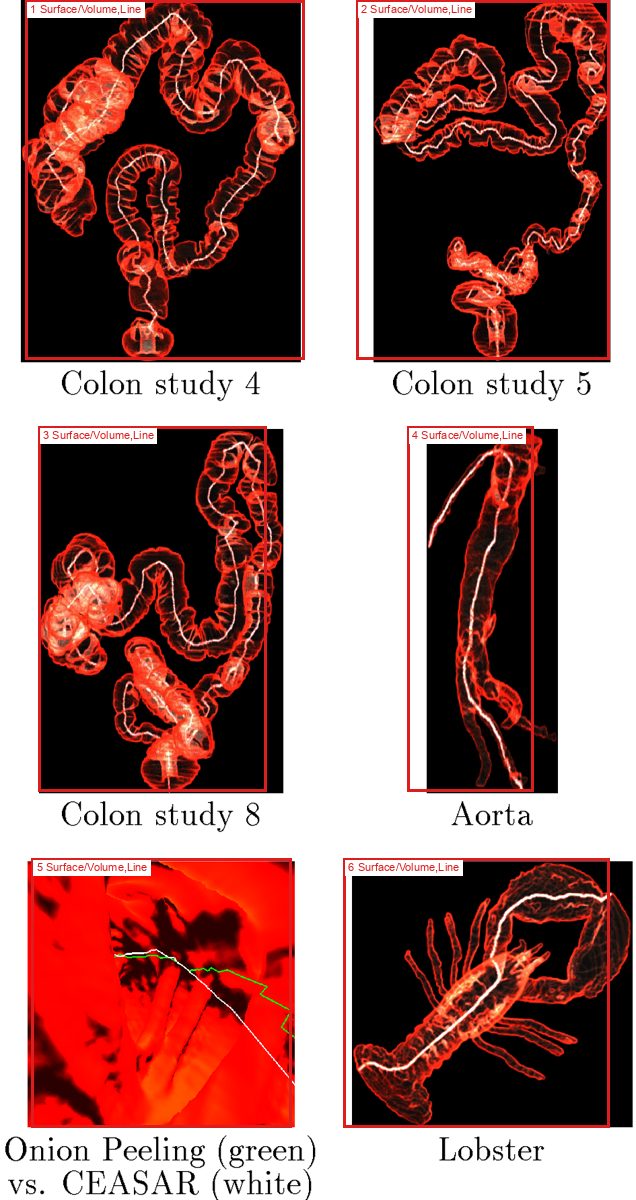 1 Surface/Volume,Line
2 Surface/Volume,Line
Colon study 4
Colon study 5
3 Surface/Volume,Line
4 Surface/Volume,Line
Colon study 8
Aorta
5 Surface/Volume,Line
6 Surface/Volume,Line
Onion Peeling (green)
vs. CEASAR (white)
Lobster